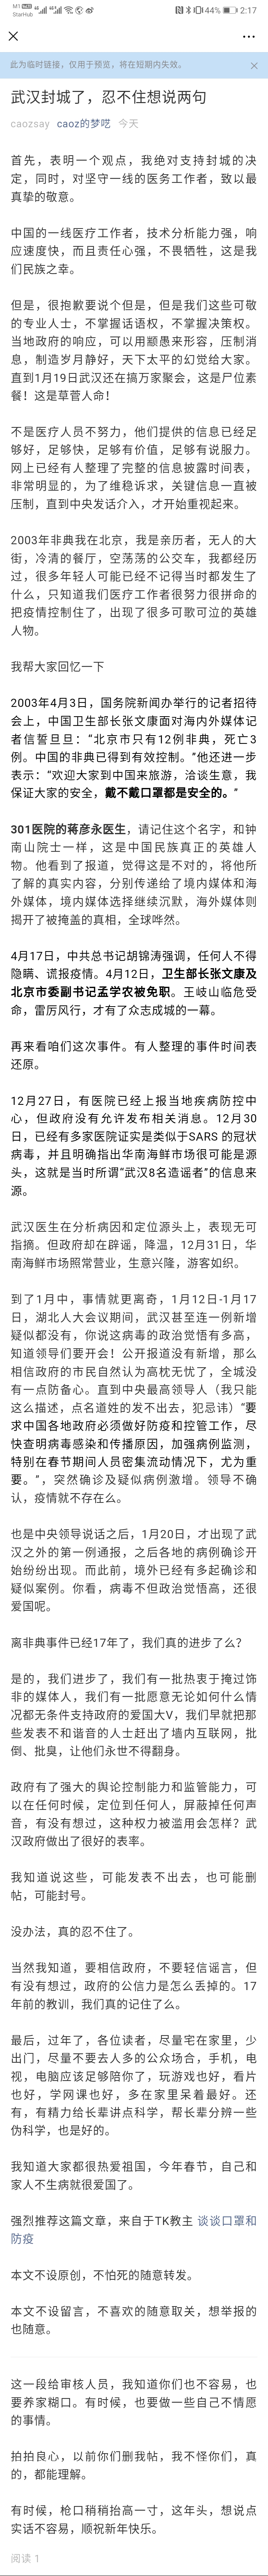 M1 HD 4G 4G
StarHub
44% 2:17
此为临时链接，仅用于预览，将在短期内失效。
武汉封城了，忍不住想说两句
caozsay caoz的梦呓 今天
首先，表明一个观点，我绝对支持封城的决
定，同时，对坚守一线的医务工作者，致以最
真挚的敬意。
中国的一线医疗工作者，技术分析能力强，响
应速度快，而且责任心强，不畏牺牲，这是我
们民族之幸。
但是，很抱歉要说个但是，但是我们这些可敬
的专业人士，不掌握话语权，不掌握决策权。
当地政府的响应，可以用顺愚来形容，压制消
息，制造岁月静好，天下太平的幻觉给大家。
直到1月19日武汉还在搞万家聚会，这是尸位素
餐！这是草菅人命！
不是医疗人员不努力，他们提供的信息已经足
够好，足够快，足够有价值，足够有说服力。
网上已经有人整理了完整的信息披露时间表，
非常明显的，为了维稳诉求，关键信息一直被
压制，直到中央发话介入，才开始重视起来。
2003年非典我在北京，我是亲历者，无人的大
街，冷清的餐厅，空荡荡的公交车，我都经历
过，很多年轻人可能已经不记得当时都发生了
什么，只知道我们医疗工作者很努力很拼命的
把疫情控制住了，出现了很多可歌可泣的英雄
人物。
我帮大家回忆一下
2003年4月3日，国务院新闻办举行的记者招待
会上，中国卫生部长张文康面对海内外媒体记
者信誓旦旦：“北京市只有12例非典，死亡3
例。中国的非典已得到有效控制。”他还进一步
表示：“欢迎大家到中国来旅游，洽谈生意，我
保证大家的安全，戴不戴口罩都是安全的。”
301医院的蒋彦永医生，请记住这个名字，和钟
南山院士一样，这是中国民族真正的英雄人
物。他看到了报道，觉得这是不对的，将他所
了解的真实内容，分别传递给了境内媒体和海
外媒体，境内媒体选择继续沉默，海外媒体则
揭开了被掩盖的真相，全球哗然。
4月17日，中共总书记胡锦涛强调，任何人不得
隐瞒、谎报疫情。4月12日，卫生部长张文康及
北京市委副书记孟学农被免职。王岐山临危受
命，雷厉风行，才有了众志成城的一幕。
再来看咱们这次事件。有人整理的事件时间表
还原。
12月27日，有医院已经上报当地疾病防控中
心，但政府没有允许发布相关消息。12月30
日，已经有多家医院证实是类似于SARS 的冠状
病毒，并且明确指出华南海鲜市场很可能是源
头，这就是当时所谓“武汉8名造谣者”的信息来
源。
武汉医生在分析病因和定位源头上，表现无可
指摘。但政府却在辟谣，降温，12月31日，华
南海鲜市场照常营业，生意兴隆，游客如织。
到了1月中，事情就更离奇，1月12日-1月17
日，湖北人大会议期间，武汉甚至连一例新增
疑似都没有，你说这病毒的政治觉悟有多高，
知道领导们要开会！公开报道没有新增，那么
相信政府的市民自然认为高枕无忧了，全城没
有一点防备心。直到中央最高领导人（我只能
这么描述，点名道姓的发不出去，犯忌讳）“要
求中国各地政府必须做好防疫和控管工作，尽
快查明病毒感染和传播原因，加强病例监测，
特别在春节期间人员密集流动情况下，尤为重
要。”，突然确诊及疑似病例激增。领导不确
认，疫情就不存在么。
也是中央领导说话之后，1月20日，才出现了武
汉之外的第一例通报，之后各地的病例确诊开
始纷纷出现。而此前，境外已经有多起确诊和
疑似案例。你看，病毒不但政治觉悟高，还很
爱国呢。
离非典事件已经17年了，我们真的进步了么？
是的，我们进步了，我们有一批热衷于掩过饰
非的媒体人，我们有一批愿意无论如何什么情
况都无条件支持政府的爱国大V，我们早就把那
些发表不和谐音的人士赶出了墙内互联网，批
倒、批臭，让他们永世不得翻身。
政府有了强大的舆论控制能力和监管能力，可
以在任何时候，定位到任何人，屏蔽掉任何声
音，有没有想过，这种权力被滥用会怎样？武
汉政府做出了很好的表率。
我知道说这些，可能发表不出去，也可能删
帖，可能封号。
没办法，真的忍不住了。
当然我知道，要相信政府，不要轻信谣言，但
有没有想过，政府的公信力是怎么丢掉的。17
年前的教训，我们真的记住了么。
最后，过年了，各位读者，尽量宅在家里，少
出门，尽量不要去人多的公众场合，手机，电
视，电脑应该足够陪你了，玩游戏也好，看片
也好，学网课也好，多在家里呆着最好。还
有，有精力给长辈讲点科学，帮长辈分辨一些
伪科学，也是好的。
我知道大家都很热爱祖国，今年春节，自己和
家人不生病就很爱国了。
强烈推荐这篇文章，来自于TK教主 谈谈口罩和
防疫
本文不设原创，不怕死的随意转发。
本文不设留言，不喜欢的随意取关，想举报的
也随意。
这一段给审核人员，我知道你们也不容易，也
要养家糊口。有时候，也要做一些自己不情愿
的事情。
拍拍良心，以前你们删我帖，我不怪你们，真
的，都能理解。
有时候，枪口稍稍抬高一寸，这年头，想说点
实话不容易，顺祝新年快乐。
阅读 1